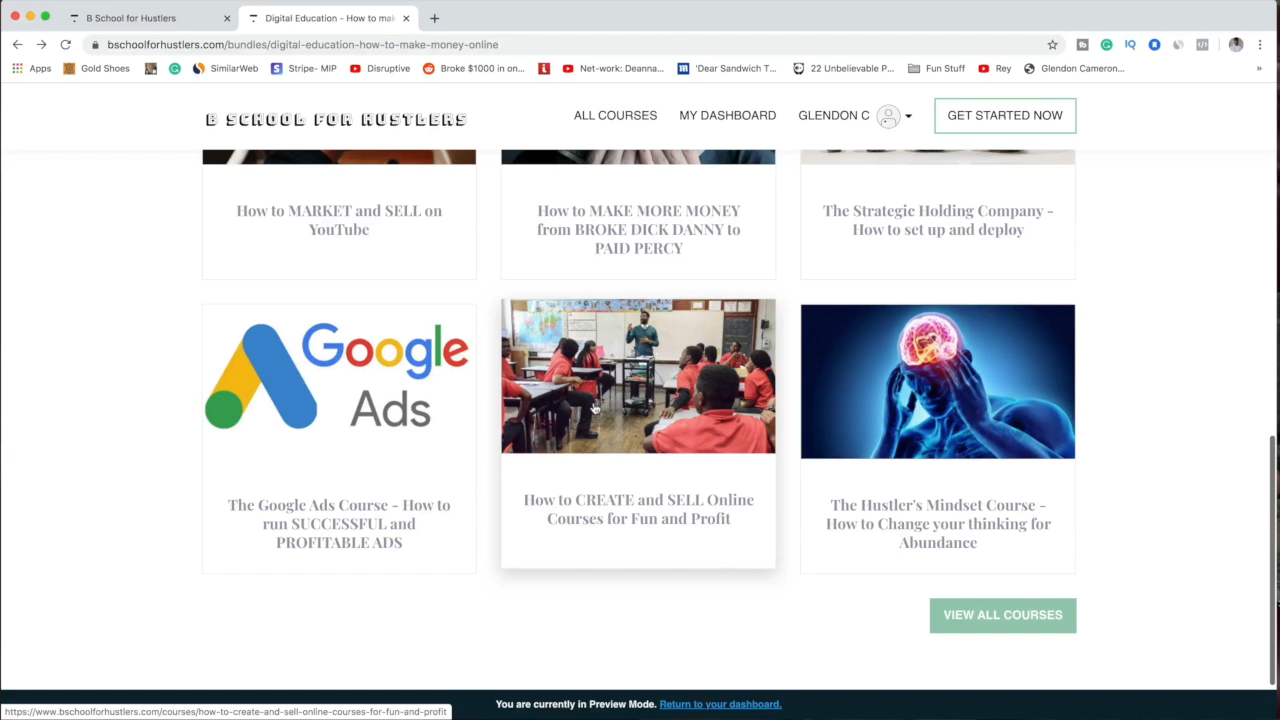 B School for Hustlers
Digital Education - How to mak
bschoolforhustlers.com/bundles/digital-education-how-to-make-money-online
Apps
Gold Shoes
SimilarWeb
Stripe- MIP
Disruptive
Broke $1000 in on...
Net-work: Deanna...
'Dear Sandwich T...
22 Unbelievable P...
Fun Stuff
Rey
Glendon Cameron...
»
B SCHOOL FOR HUSTLERS
ALL COURSES
MY DASHBOARD
GLENDON C
GET STARTED NOW
How to MARKET and SELL on
YouTube
How to MAKE MORE MONEY
from BROKE DICK DANNY to
PAID PERCY
The Strategic Holding Company -
How to set up and deploy
Google
Ads
The Google Ads Course - How to
run SUCCESSFUL and
PROFITABLE ADS
How to CREATE and SELL Online
Courses for Fun and Profit
The Hustler's Mindset Course -
How to Change your thinking for
Abundance
VIEW ALL COURSES
You are currently in Preview Mode. Return to your dashboard.
https://www.bschoolforhustlers.com/courses/how-to-create-and-sell-online-courses-for-fun-and-profit